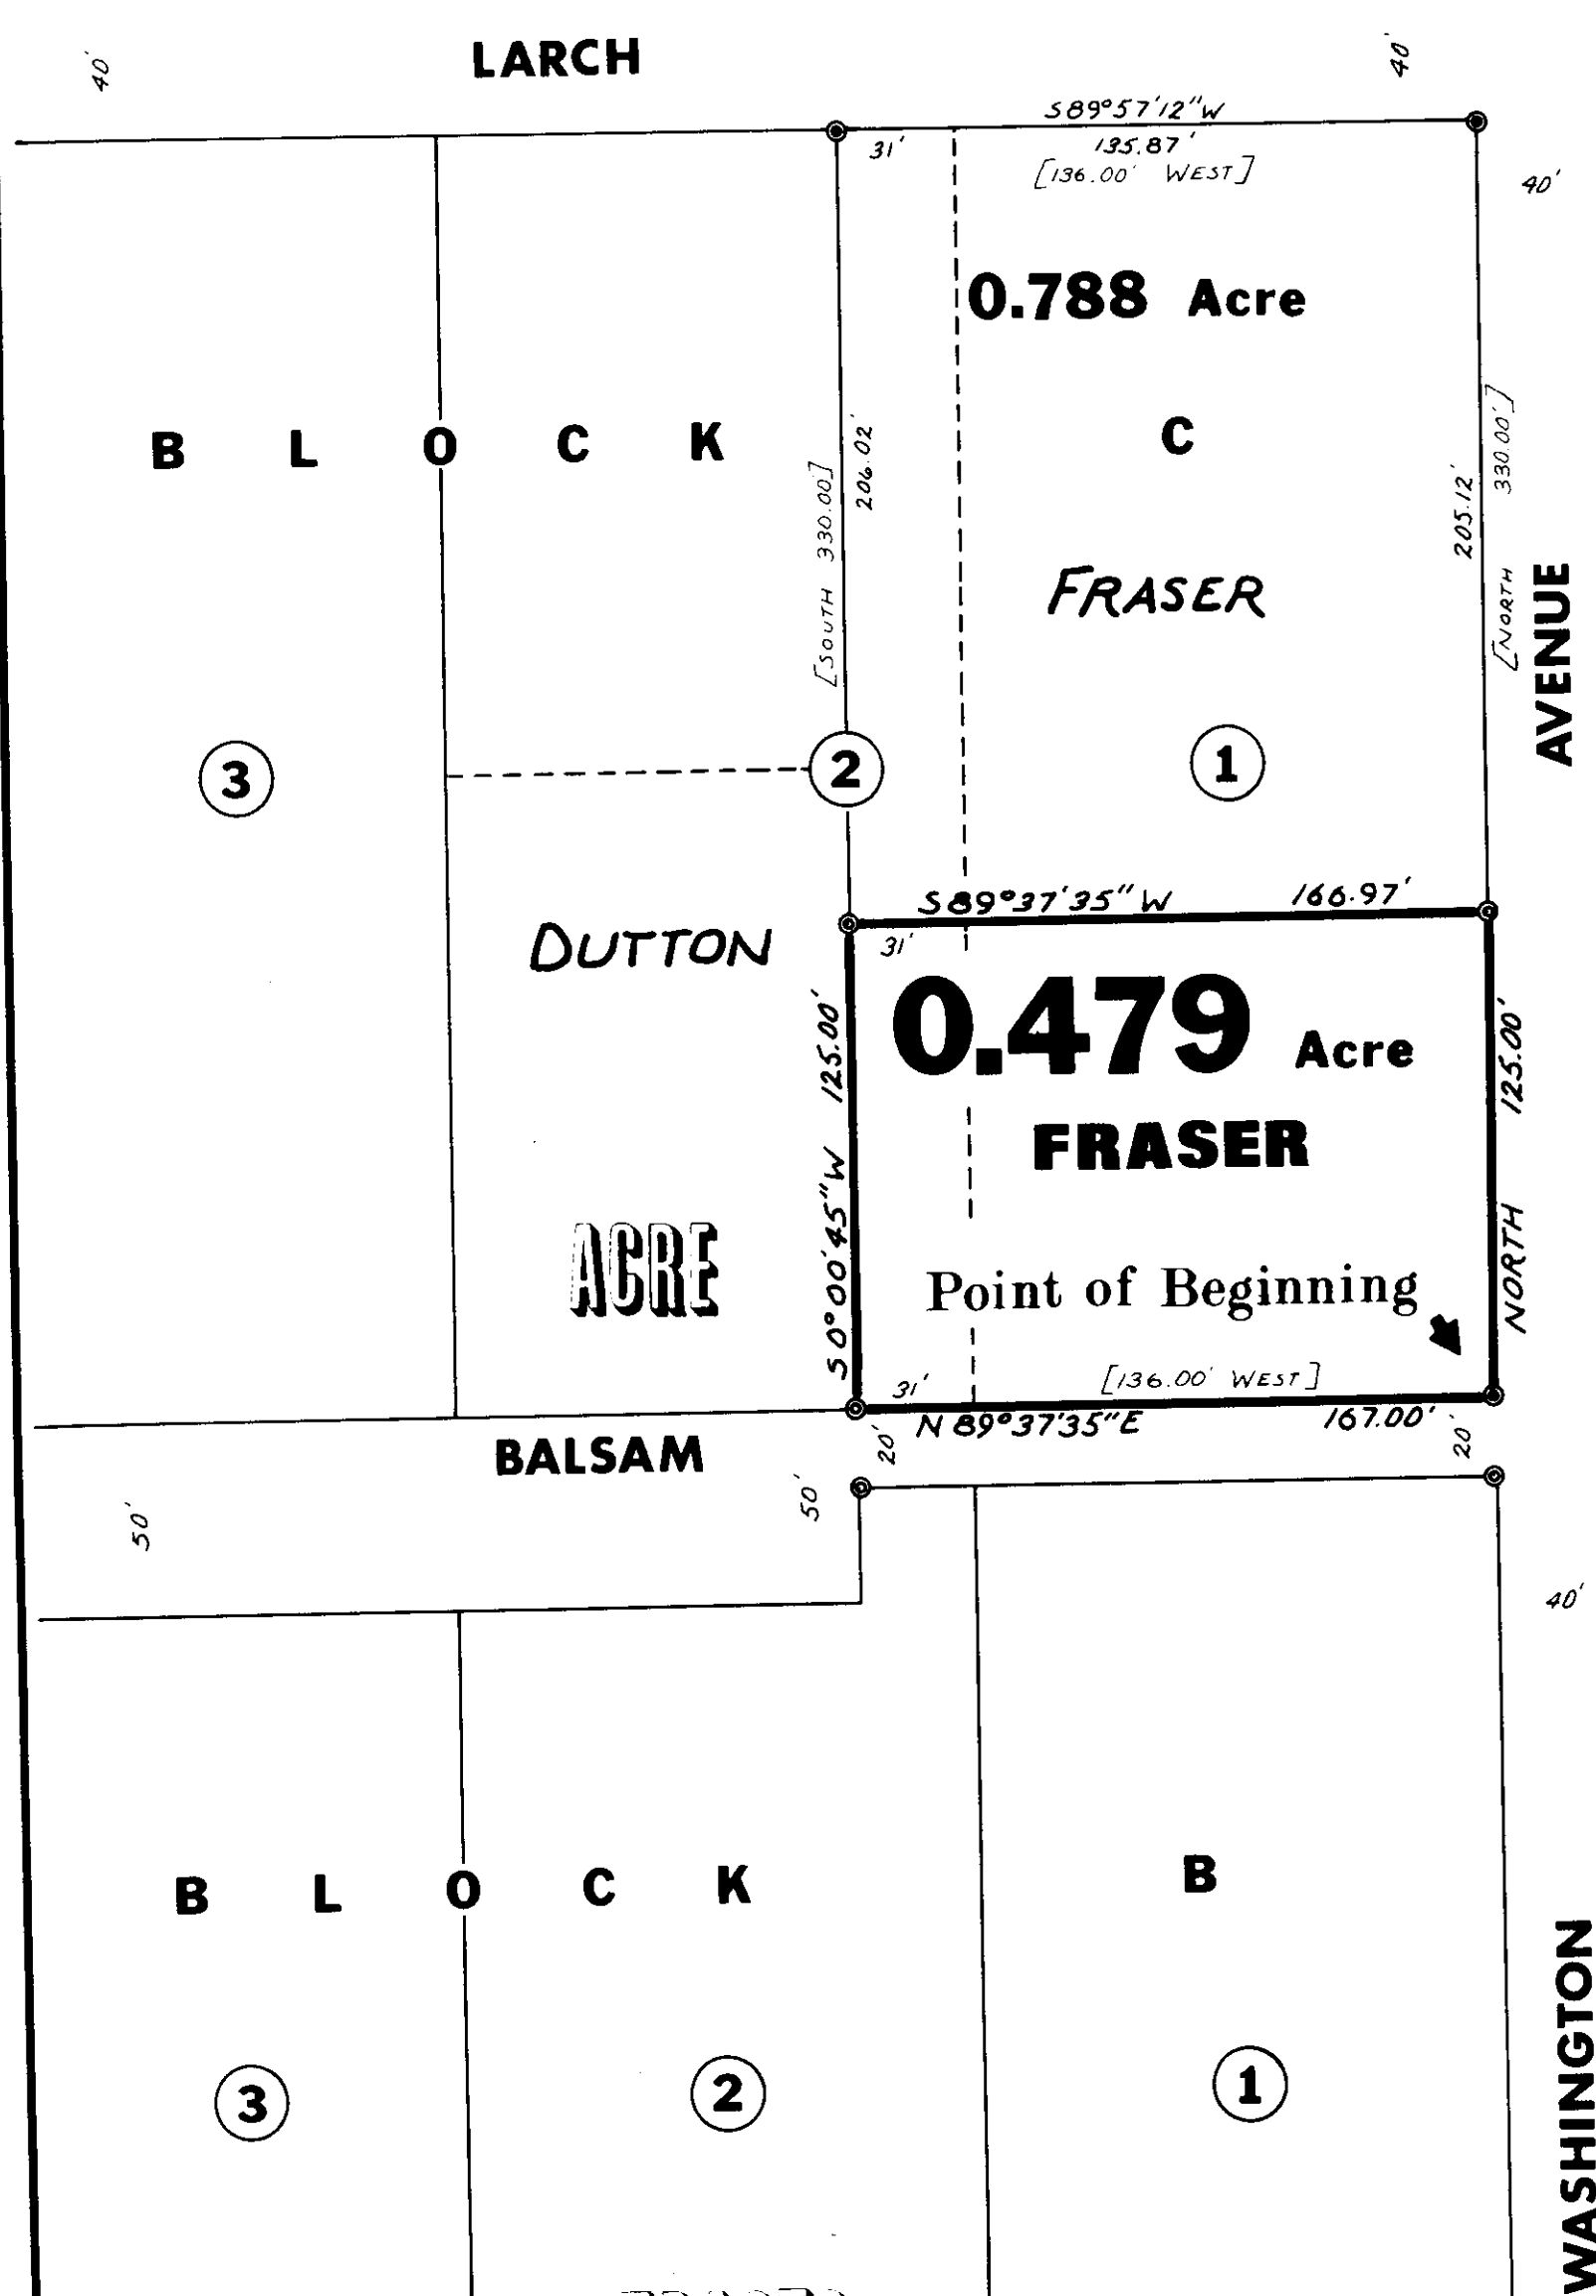 LARCH
40'
40'
S89°57'12"W
31'
135.87'
[136.00' WEST]
40'
0.788 Acre
B L O C K
C
[SOUTH 330.00']
206.02'
205.12'
[NORTH 330.00']
FRASER
AVENUE
3
2
1
S89°37'35"W 166.97'
31'
DUTTON
0.479 Acre
FRASER
S0°00'45"W 125.00'
NORTH 125.00'
ACRE
Point of Beginning
31'
[136.00' WEST]
N89°37'35"E 167.00'
BALSAM
20'
20'
50'
50'
40'
B L O C K
B
WASHINGTON
3
2
1